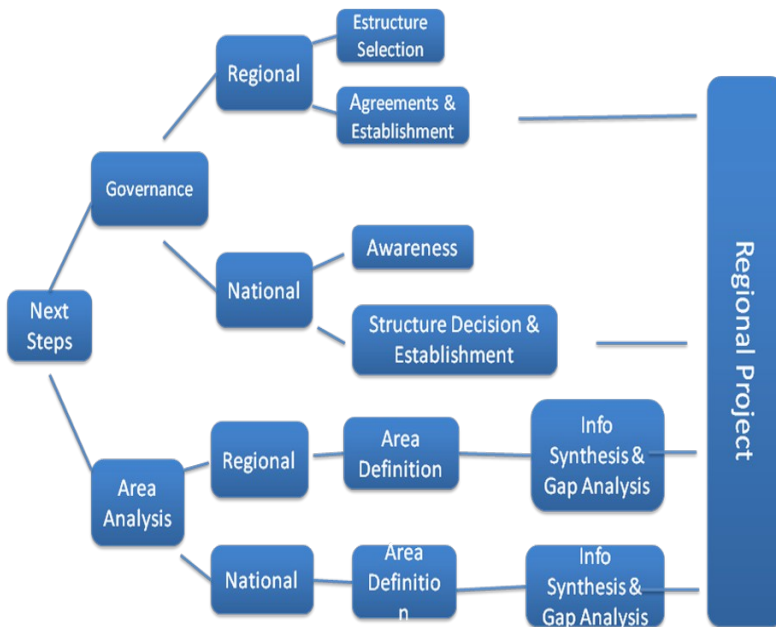 Next
Steps
Governance
Regional
Estructure
Selection
Agreements &
Establishment
National
Awareness
Structure Decision &
Establishment
Area
Analysis
Regional
Area
Definition
Info
Synthesis &
Gap Analysis
National
Area
Definitio
n
Info
Synthesis &
Gap Analysis
Regional Project